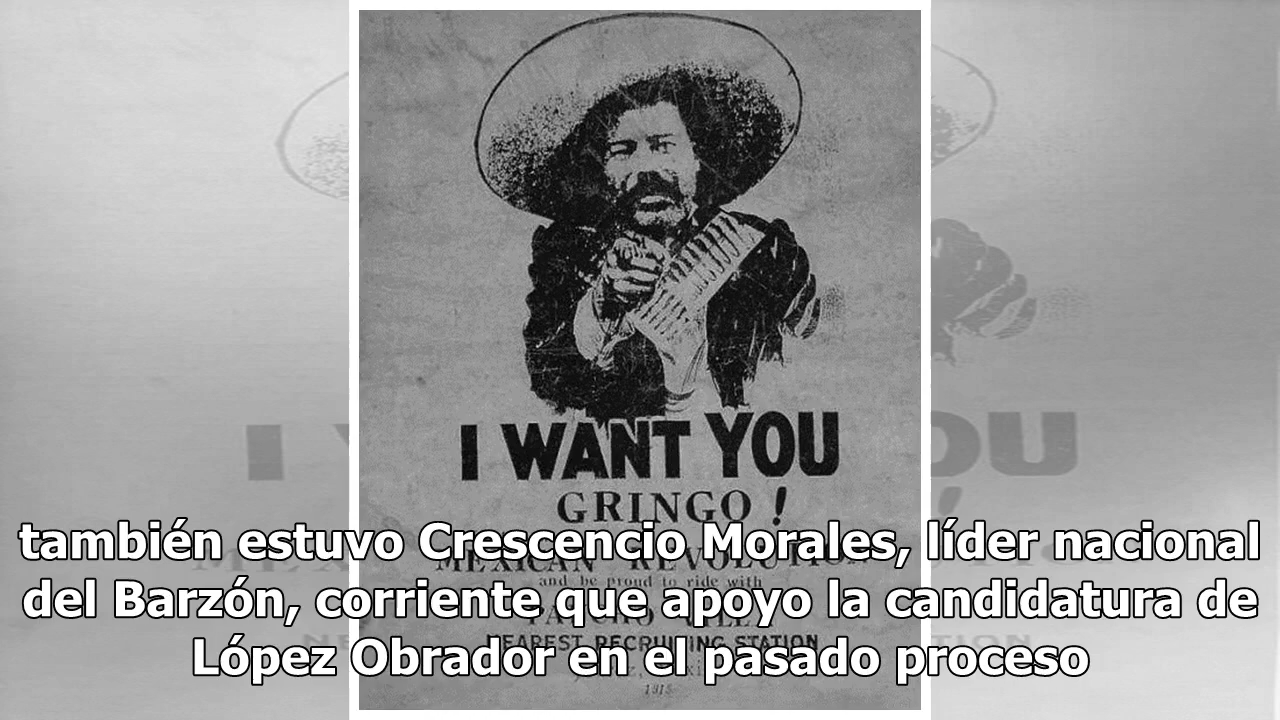 I WANT YOU
GRINGO!
MEXICAN REVOLUTION
and be proud to ride with
NEAREST RECRUITING STATION
1915
también estuvo Crescencio Morales, líder nacional
del Barzón, corriente que apoyo la candidatura de
López Obrador en el pasado proceso